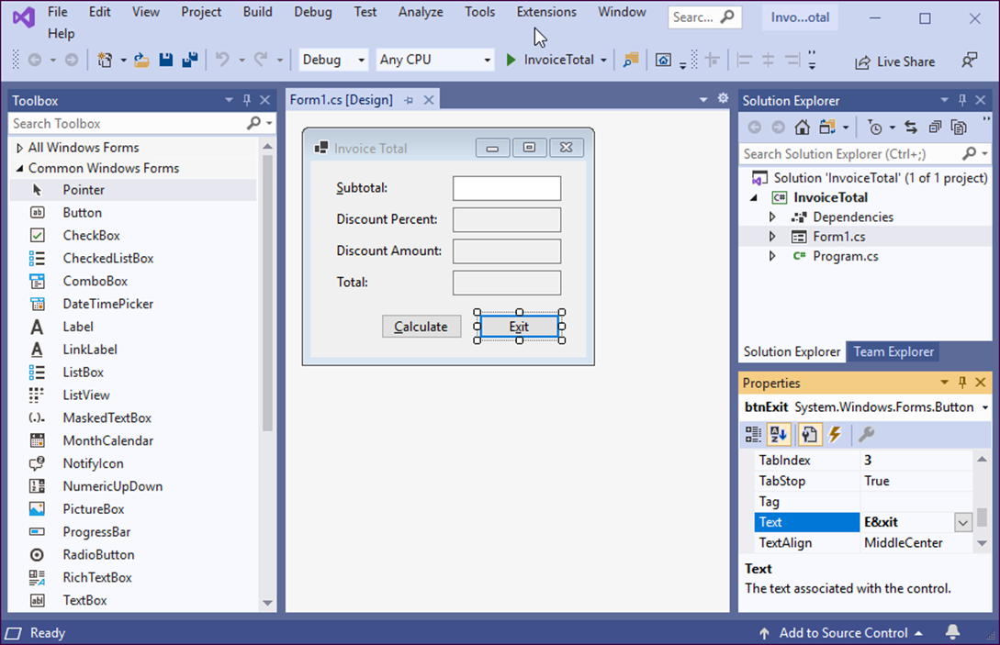 File Edit View Project Build Debug Test Analyze Tools Extensions Window Searc... Invo...otal
Help
Debug Any CPU InvoiceTotal Live Share
Toolbox
Search Toolbox
All Windows Forms
Common Windows Forms
Pointer
Button
CheckBox
CheckedListBox
ComboBox
DateTimePicker
Label
LinkLabel
ListBox
ListView
MaskedTextBox
MonthCalendar
NotifyIcon
NumericUpDown
PictureBox
ProgressBar
RadioButton
RichTextBox
TextBox
Form1.cs [Design]
Invoice Total
Subtotal:
Discount Percent:
Discount Amount:
Total:
Calculate Exit
Solution Explorer
Search Solution Explorer (Ctrl+;)
Solution 'InvoiceTotal' (1 of 1 project)
C# InvoiceTotal
Dependencies
Form1.cs
C# Program.cs
Solution Explorer Team Explorer
Properties
btnExit System.Windows.Forms.Button
TabIndex 3
TabStop True
Tag
Text E&xit
TextAlign MiddleCenter
Text
The text associated with the control.
Ready Add to Source Control